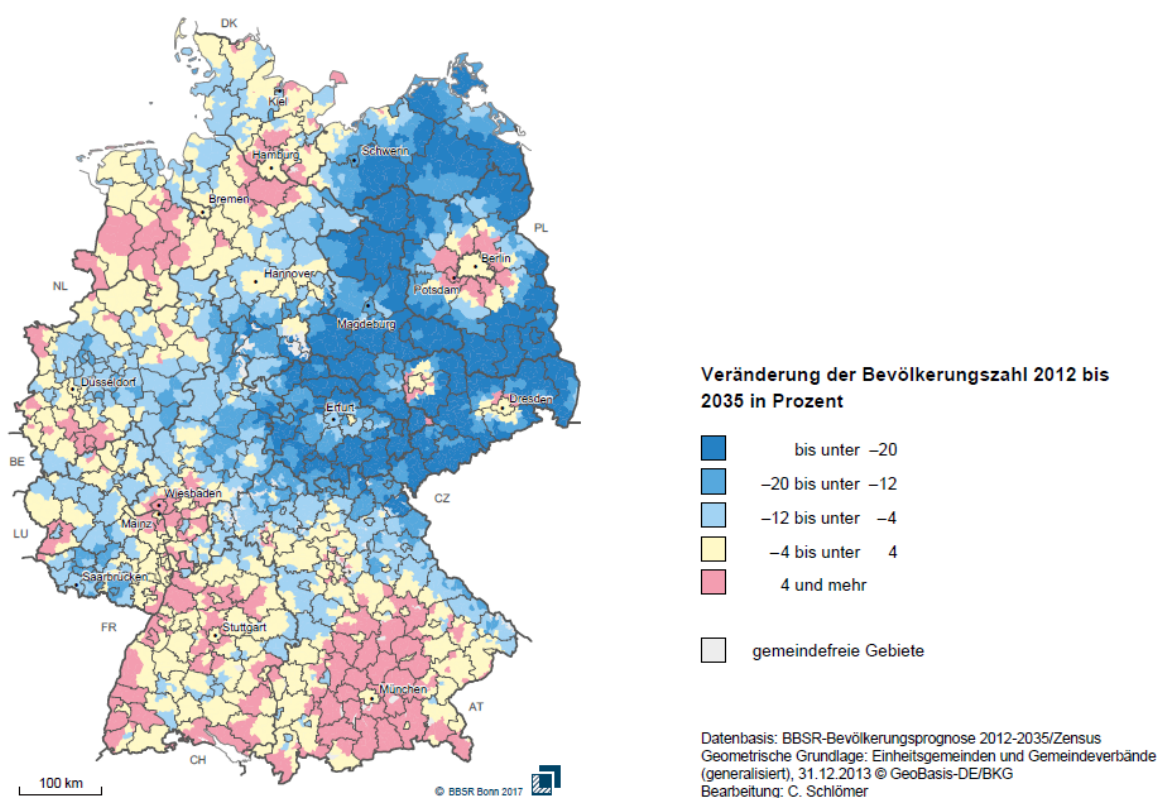 DK
Kiel
Hamburg
Schwerin
Bremen
PL
Berlin
Hannover
Potsdam
NL
Magdeburg
Düsseldorf
Erfurt
Dresden
BE
Wiesbaden
CZ
Mainz
LU
Saarbrücken
FR
Stuttgart
München
AT
CH
100 km
© BBSR Bonn 2017
Veränderung der Bevölkerungszahl 2012 bis
2035 in Prozent
bis unter –20
–20 bis unter –12
–12 bis unter –4
–4 bis unter 4
4 und mehr
gemeindefreie Gebiete
Datenbasis: BBSR-Bevölkerungsprognose 2012-2035/Zensus
Geometrische Grundlage: Einheitsgemeinden und Gemeindeverbände
(generalisiert), 31.12.2013 © GeoBasis-DE/BKG
Bearbeitung: C. Schlömer